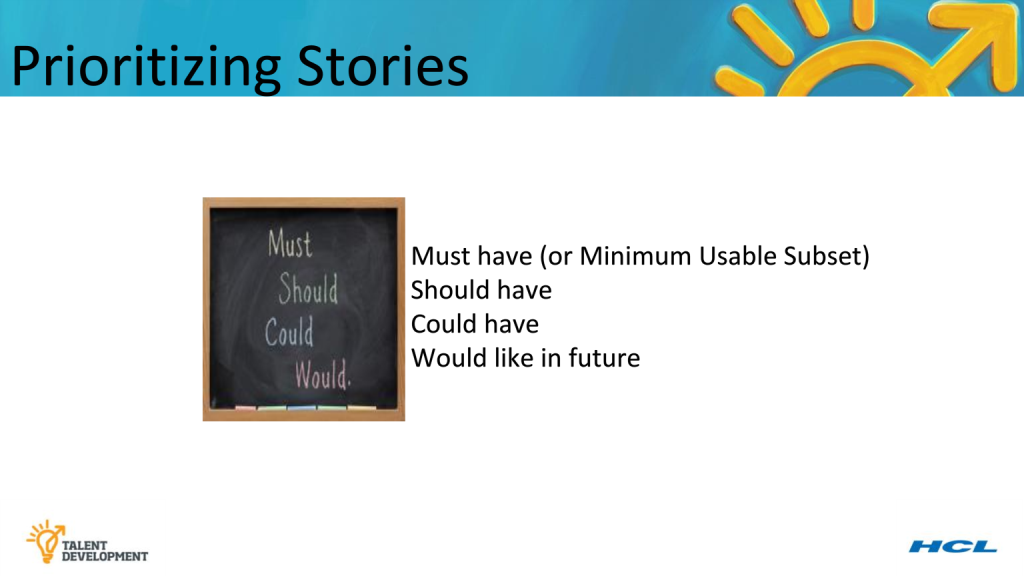 Prioritizing Stories
Must
Should
Could
Would.
Must have (or Minimum Usable Subset)
Should have
Could have
Would like in future
TALENT
DEVELOPMENT
HCL